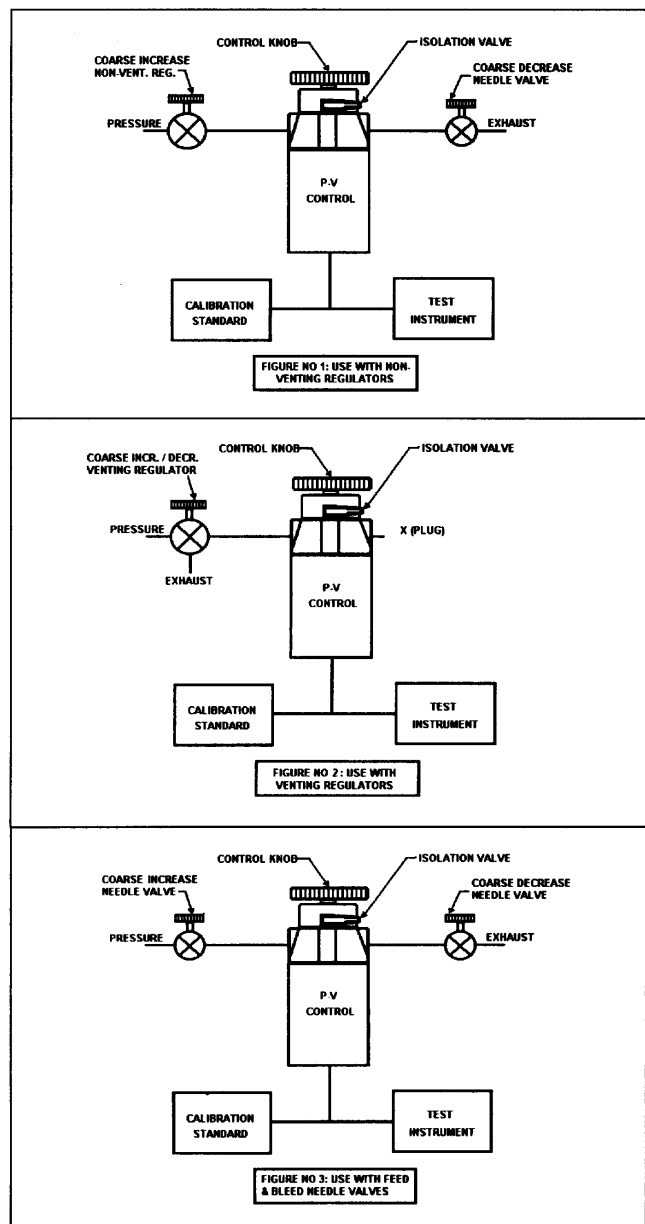 CONTROL KNOB
ISOLATION VALVE
COARSE INCREASE
NON-VENT. REG.
COARSE DECREASE
NEEDLE VALVE
PRESSURE
EXHAUST
P-V
CONTROL
CALIBRATION
STANDARD
TEST
INSTRUMENT
FIGURE NO 1: USE WITH NON-
VENTING REGULATORS
CONTROL KNOB
ISOLATION VALVE
COARSE INCR. / DECR.
VENTING REGULATOR
PRESSURE
X (PLUG)
EXHAUST
P-V
CONTROL
CALIBRATION
STANDARD
TEST
INSTRUMENT
FIGURE NO 2: USE WITH
VENTING REGULATORS
CONTROL KNOB
ISOLATION VALVE
COARSE INCREASE
NEEDLE VALVE
COARSE DECREASE
NEEDLE VALVE
PRESSURE
EXHAUST
P-V
CONTROL
CALIBRATION
STANDARD
TEST
INSTRUMENT
FIGURE NO 3: USE WITH FEED
& BLEED NEEDLE VALVES